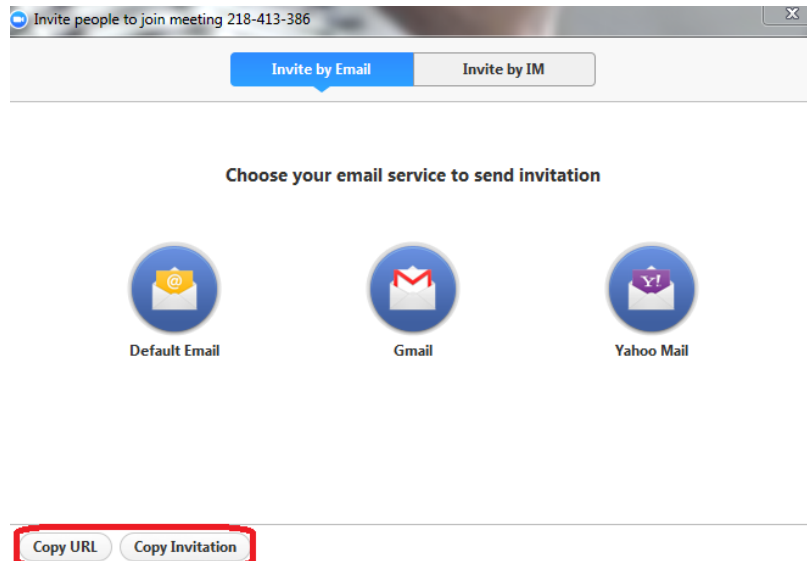 Invite people to join meeting 218-413-386
X
Invite by Email Invite by IM
Choose your email service to send invitation
@ Y!
Default Email Gmail Yahoo Mail
Copy URL Copy Invitation